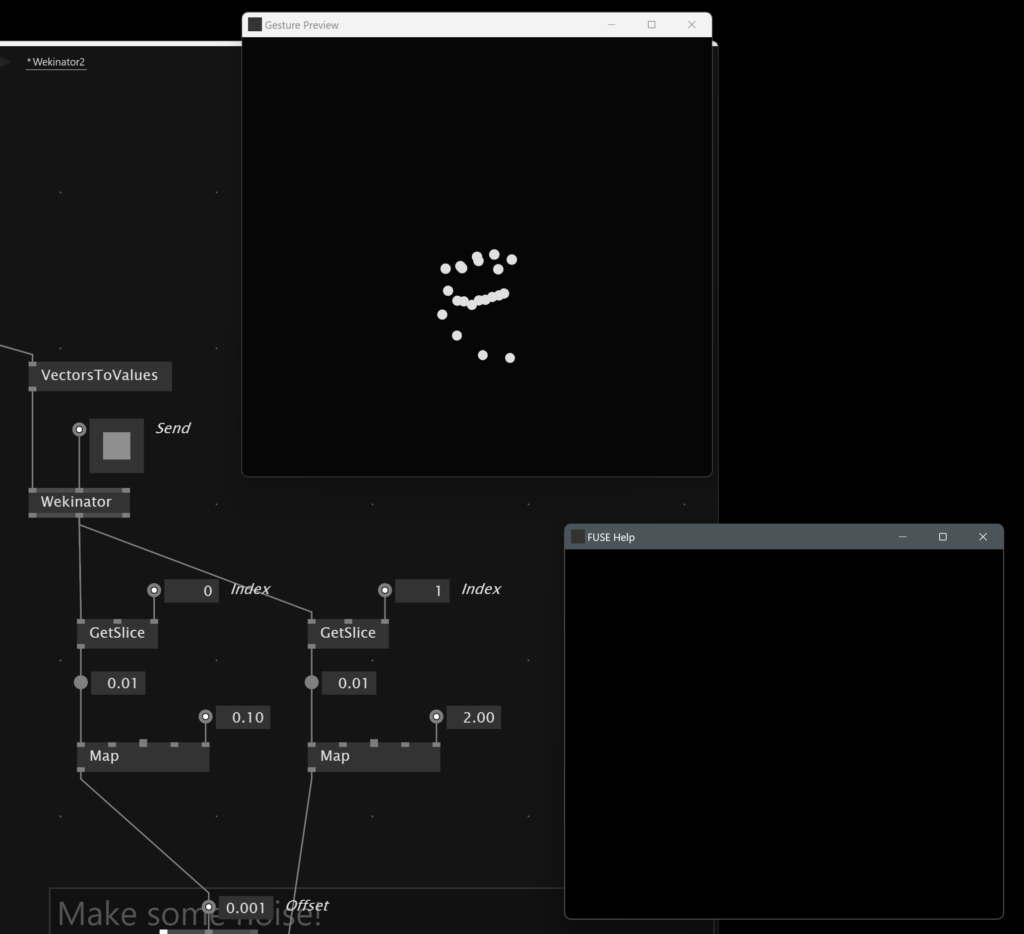 Gesture Preview
*Wekinator2
VectorsToValues
Send
Wekinator
FUSE Help
0 Index
1 Index
GetSlice
GetSlice
0.01
0.01
0.10
2.00
Map
Map
0.001 Offset
Make some noise!